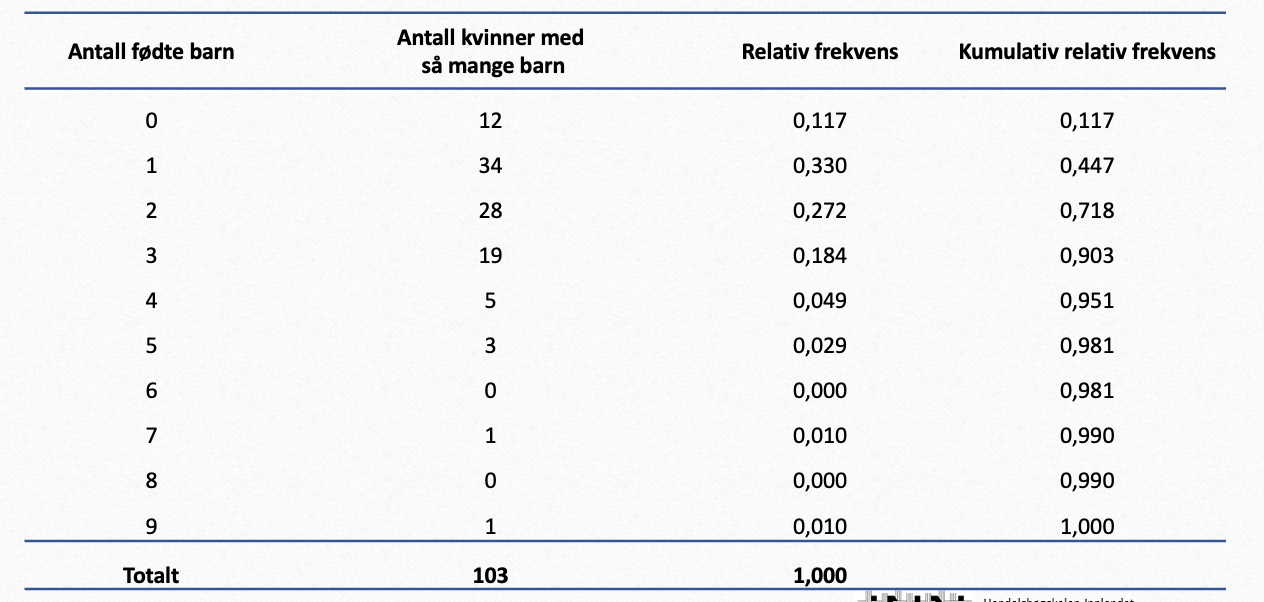 Antall fødte barn Antall kvinner med så mange barn Relativ frekvens Kumulativ relativ frekvens
0 12 0,117 0,117
1 34 0,330 0,447
2 28 0,272 0,718
3 19 0,184 0,903
4 5 0,049 0,951
5 3 0,029 0,981
6 0 0,000 0,981
7 1 0,010 0,990
8 0 0,000 0,990
9 1 0,010 1,000
Totalt 103 1,000